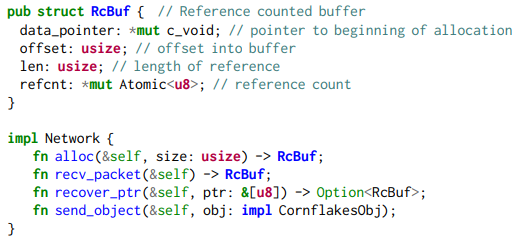 pub struct RcBuf { // Reference counted buffer
  data_pointer: *mut c_void; // pointer to beginning of allocation
  offset: usize; // offset into buffer
  len: usize; // length of reference
  refcnt: *mut Atomic<u8>; // reference count
}
impl Network {
   fn alloc(&self, size: usize) -> RcBuf;
   fn recv_packet(&self) -> RcBuf;
   fn recover_ptr(&self, ptr: &[u8]) -> Option<RcBuf>;
   fn send_object(&self, obj: impl CornflakesObj);
}